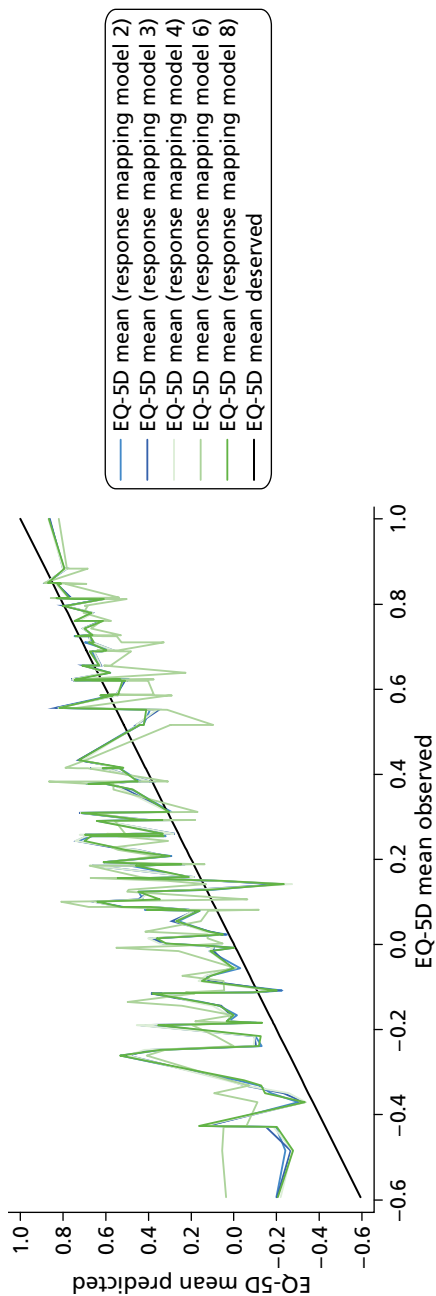 EQ-5D mean predicted
1.0
0.8
0.6
0.4
0.2
0.0
−0.2
−0.4
−0.6
−0.6
−0.4
−0.2
0.0
0.2
0.4
0.6
0.8
1.0
EQ-5D mean observed
EQ-5D mean (response mapping model 2)
EQ-5D mean (response mapping model 3)
EQ-5D mean (response mapping model 4)
EQ-5D mean (response mapping model 6)
EQ-5D mean (response mapping model 8)
EQ-5D mean deserved